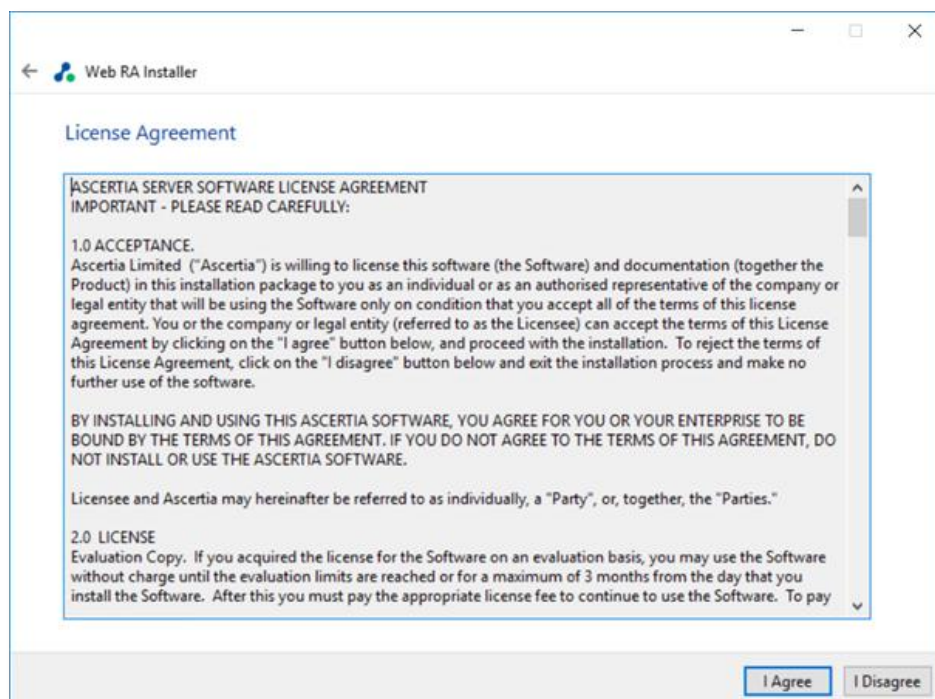 Web RA Installer
License Agreement
ASCERTIA SERVER SOFTWARE LICENSE AGREEMENT
IMPORTANT - PLEASE READ CAREFULLY:
1.0 ACCEPTANCE.
Ascertia Limited ("Ascertia") is willing to license this software (the Software) and documentation (together the
Product) in this installation package to you as an individual or as an authorised representative of the company or
legal entity that will be using the Software only on condition that you accept all of the terms of this license
agreement. You or the company or legal entity (referred to as the Licensee) can accept the terms of this License
Agreement by clicking on the "I agree" button below, and proceed with the installation. To reject the terms of
this License Agreement, click on the "I disagree" button below and exit the installation process and make no
further use of the software.
BY INSTALLING AND USING THIS ASCERTIA SOFTWARE, YOU AGREE FOR YOU OR YOUR ENTERPRISE TO BE
BOUND BY THE TERMS OF THIS AGREEMENT. IF YOU DO NOT AGREE TO THE TERMS OF THIS AGREEMENT, DO
NOT INSTALL OR USE THE ASCERTIA SOFTWARE.
Licensee and Ascertia may hereinafter be referred to as individually, a "Party", or, together, the "Parties."
2.0 LICENSE
Evaluation Copy. If you acquired the license for the Software on an evaluation basis, you may use the Software
without charge until the evaluation limits are reached or for a maximum of 3 months from the day that you
install the Software. After this you must pay the appropriate license fee to continue to use the Software. To pay
I Agree
I Disagree